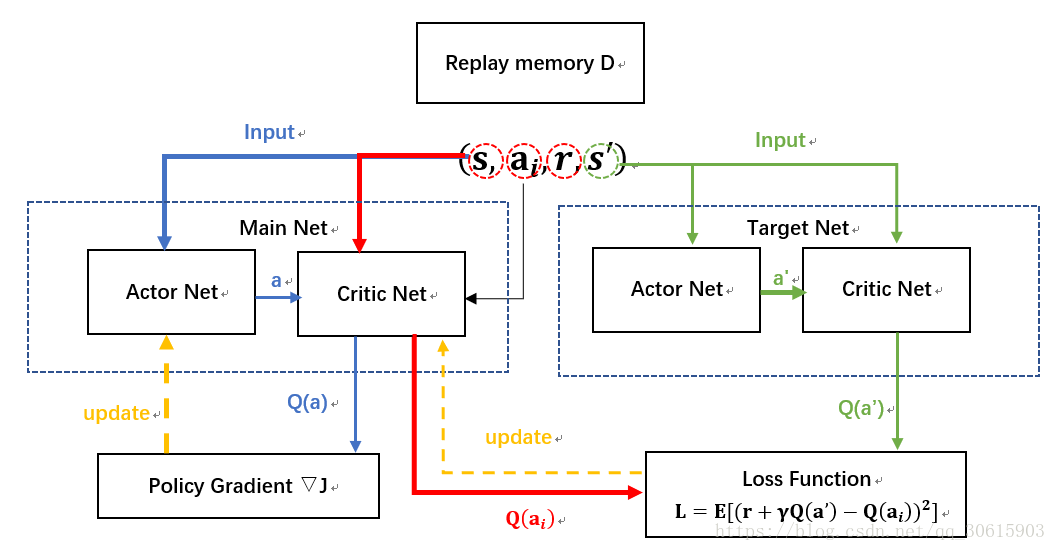 Replay memory D
Input
(s, aᵢ, r, s′)
Input
Main Net
Target Net
Actor Net
a
Critic Net
Actor Net
a'
Critic Net
update
Q(a)
update
Q(a’)
Policy Gradient ▽J
Q(aᵢ)
Loss Function
L = E[(r + γQ(a’) − Q(aᵢ))²]
https://blog.csdn.net/qq_30615903